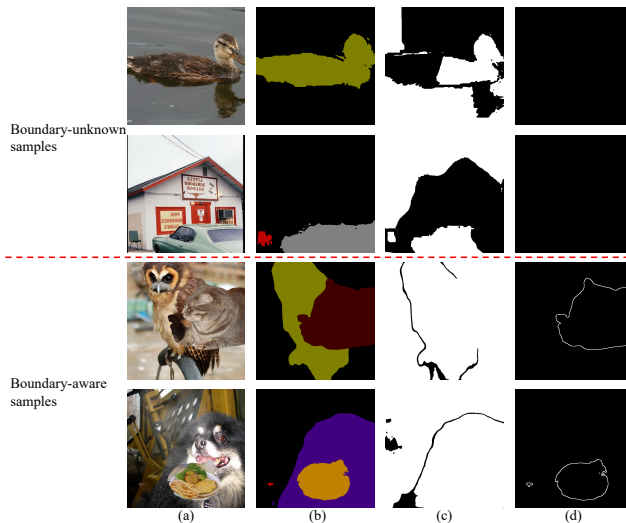 Boundary-unknown
samples
Boundary-aware
samples
(a) (b) (c) (d)